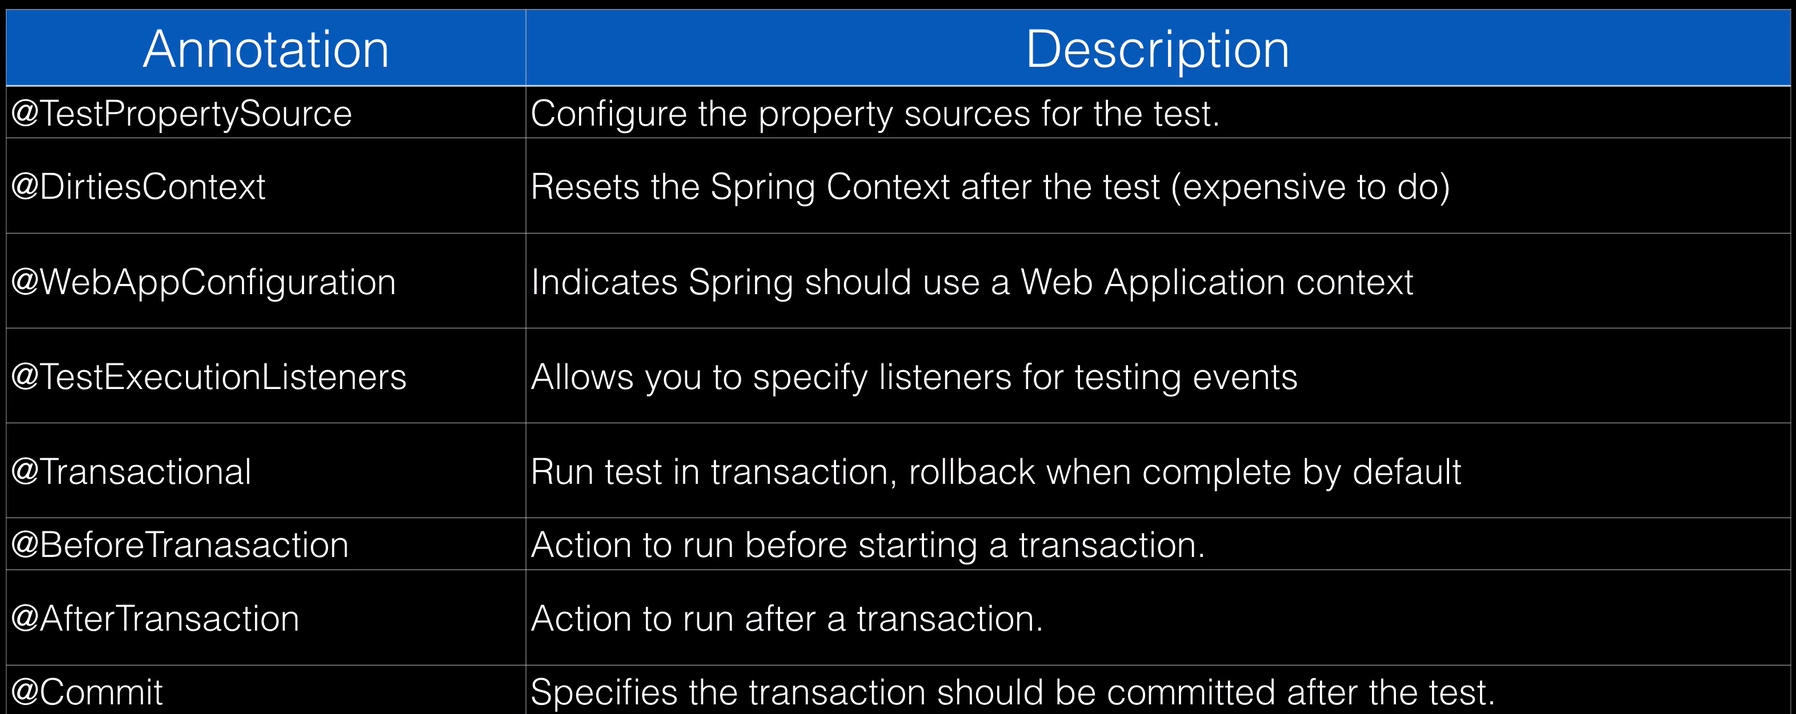 Annotation Description
@TestPropertySource Configure the property sources for the test.
@DirtiesContext Resets the Spring Context after the test (expensive to do)
@WebAppConfiguration Indicates Spring should use a Web Application context
@TestExecutionListeners Allows you to specify listeners for testing events
@Transactional Run test in transaction, rollback when complete by default
@BeforeTranasaction Action to run before starting a transaction.
@AfterTransaction Action to run after a transaction.
@Commit Specifies the transaction should be committed after the test.